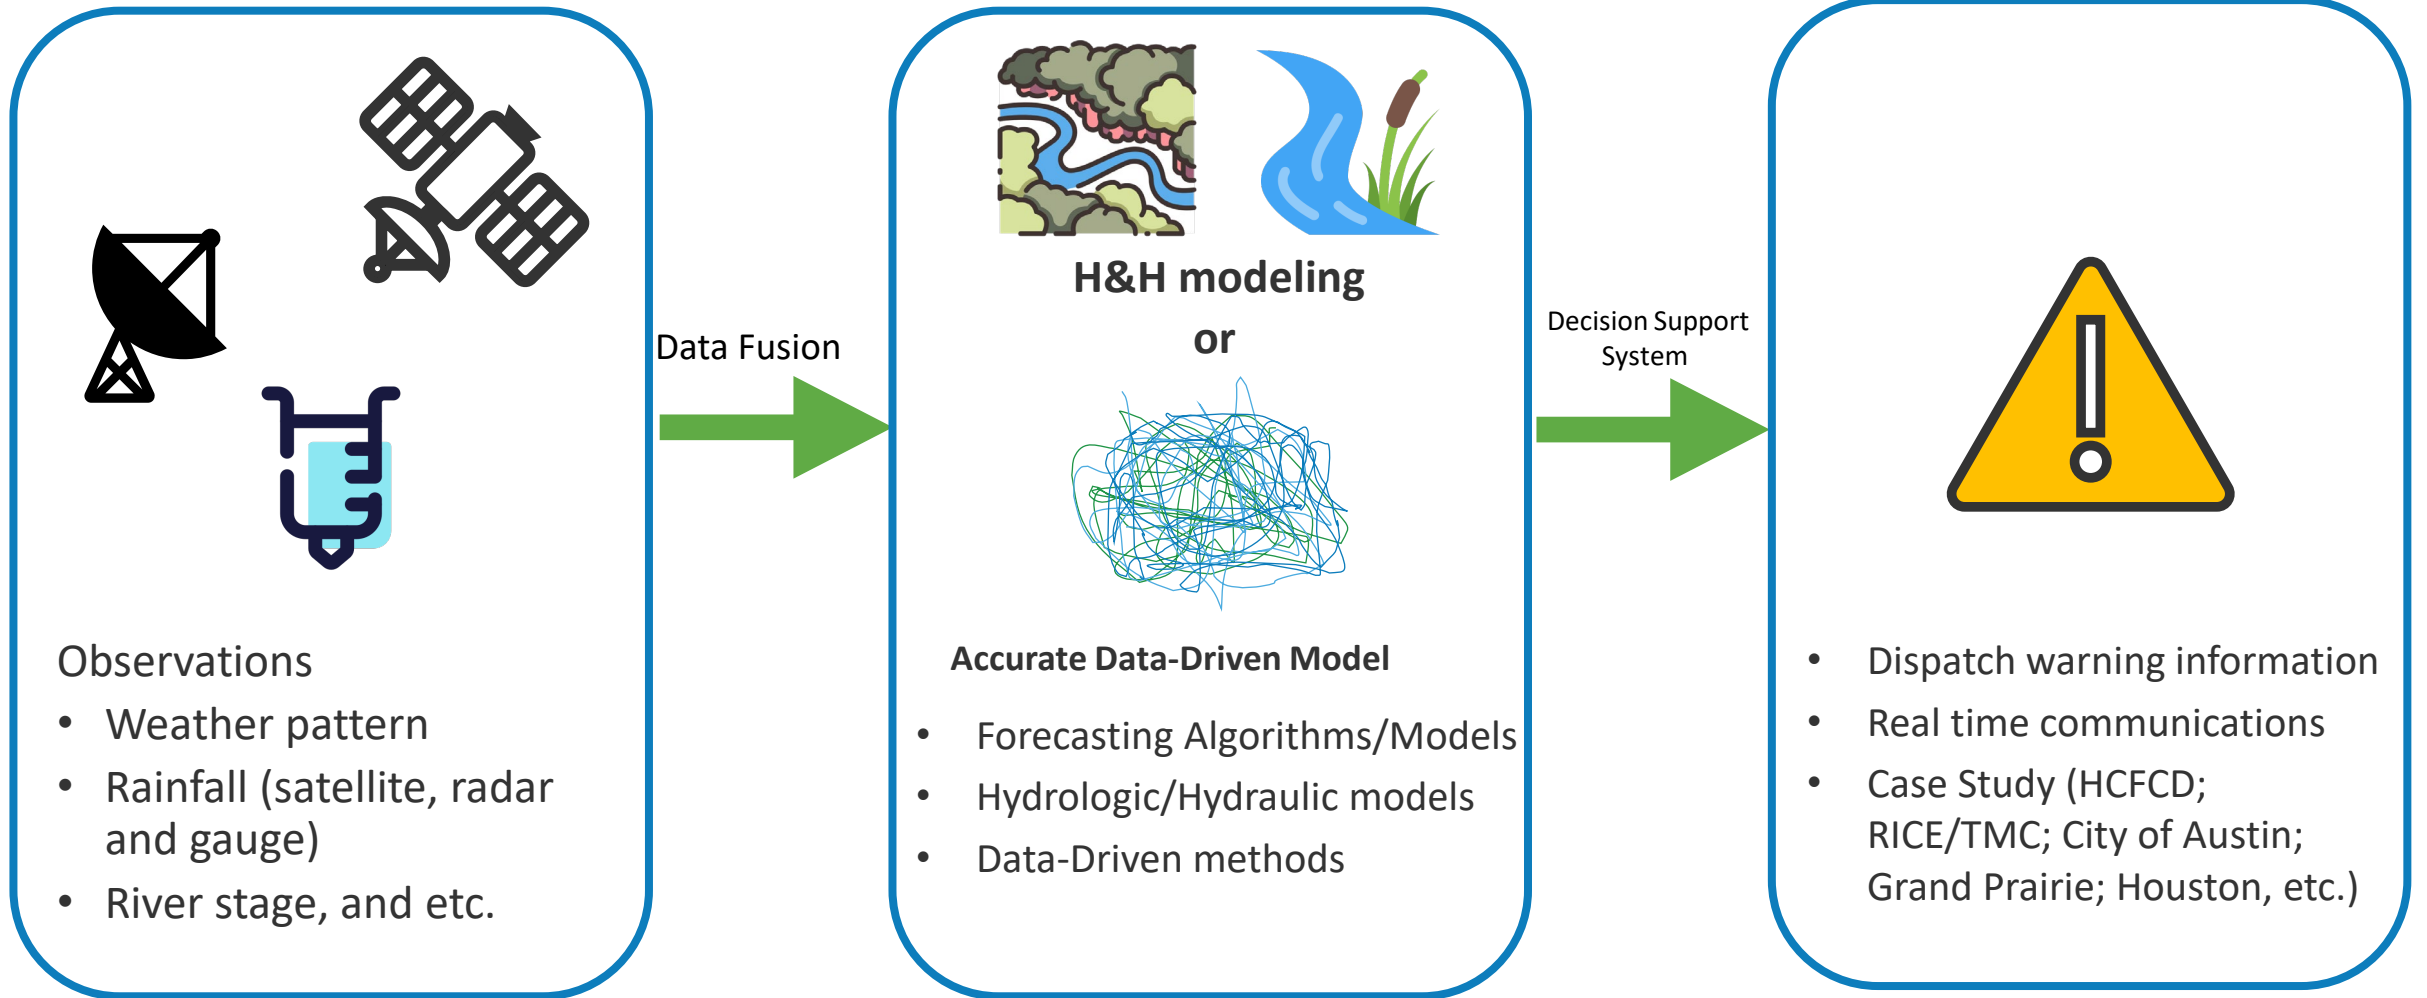 Observations
• Weather pattern
• Rainfall (satellite, radar
and gauge)
• River stage, and etc.
Data Fusion
H&H modeling
or
Accurate Data-Driven Model
• Forecasting Algorithms/Models
• Hydrologic/Hydraulic models
• Data-Driven methods
Decision Support
System
• Dispatch warning information
• Real time communications
• Case Study (HCFCD;
RICE/TMC; City of Austin;
Grand Prairie; Houston, etc.)